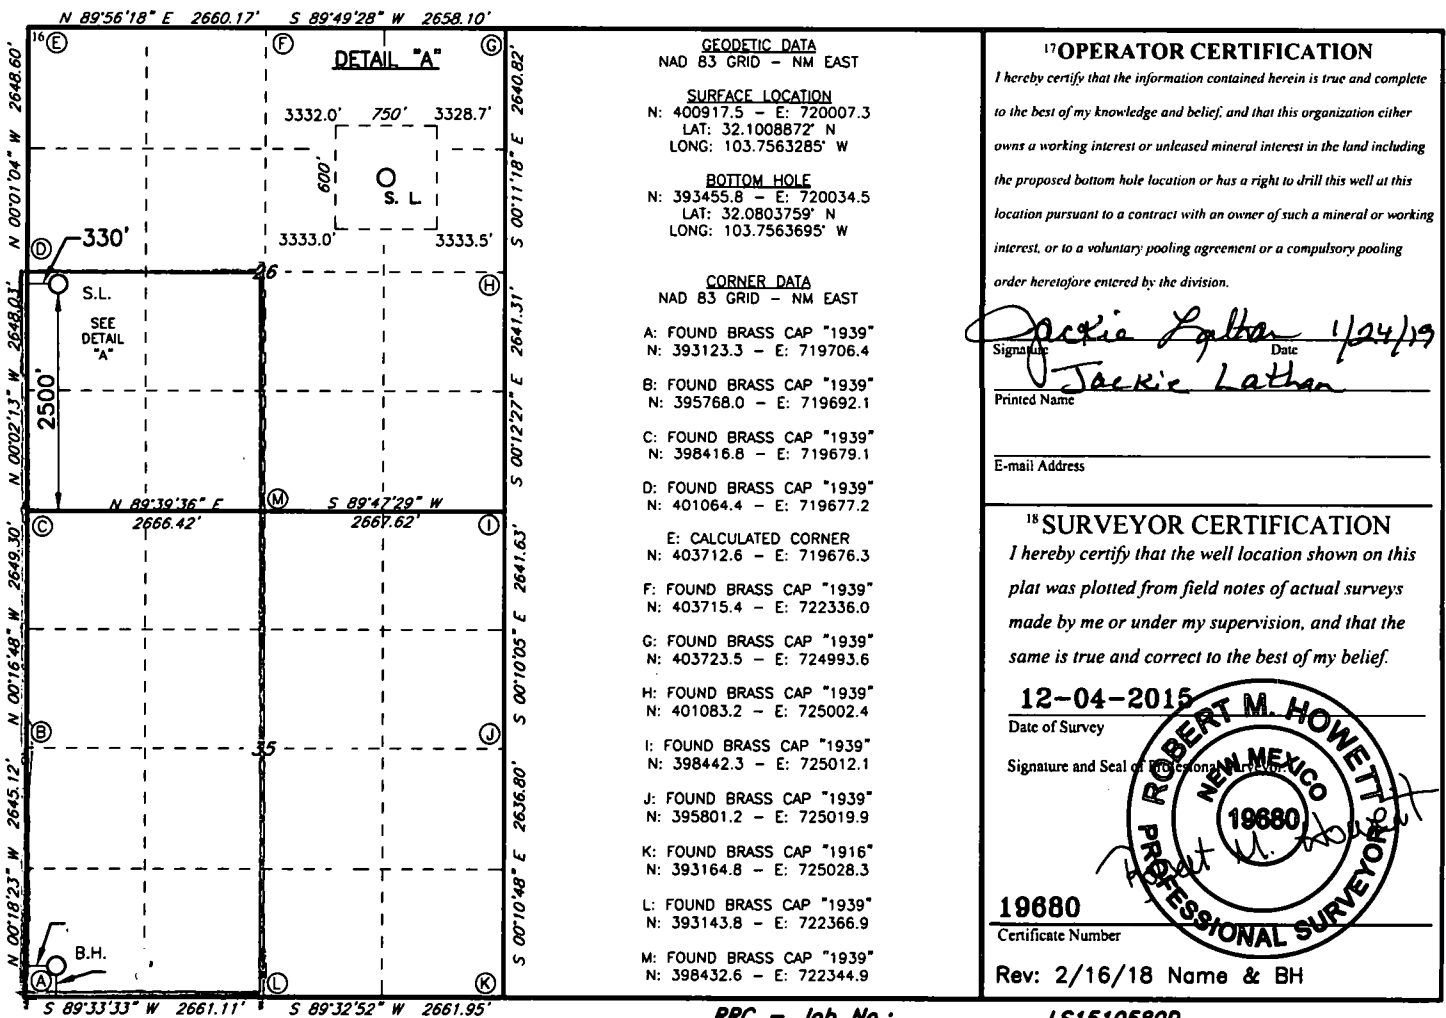 N 89°56'18" E 2660.17' S 89°49'28" W 2658.10'
16 E F G
DETAIL "A"
3332.0' 750' 3328.7'
600'
S. L.
3333.0' 3333.5'
N 00°01'04" W 2648.60'
S 00°11'18" E 2640.82'
D 330' 26 H
S.L.
SEE
DETAIL
"A"
2500'
N 00°02'13" W 2648.03'
S 00°12'27" E 2641.31'
N 89°39'36" E M S 89°47'29" W
C 2666.42' 2667.62' I
N 00°16'48" W 2649.30'
S 00°10'05" E 2641.63'
B 35 J
N 00°18'23" W 2645.12'
S 00°10'48" E 2636.80'
B.H.
A L K
S 89°33'33" W 2661.11' S 89°32'52" W 2661.95'
GEODETIC DATA
NAD 83 GRID - NM EAST
SURFACE LOCATION
N: 400917.5 - E: 720007.3
LAT: 32.1008872° N
LONG: 103.7563285° W
BOTTOM HOLE
N: 393455.8 - E: 720034.5
LAT: 32.0803759° N
LONG: 103.7563695° W
CORNER DATA
NAD 83 GRID - NM EAST
A: FOUND BRASS CAP "1939"
N: 393123.3 - E: 719706.4
B: FOUND BRASS CAP "1939"
N: 395768.0 - E: 719692.1
C: FOUND BRASS CAP "1939"
N: 398416.8 - E: 719679.1
D: FOUND BRASS CAP "1939"
N: 401064.4 - E: 719677.2
E: CALCULATED CORNER
N: 403712.6 - E: 719676.3
F: FOUND BRASS CAP "1939"
N: 403715.4 - E: 722336.0
G: FOUND BRASS CAP "1939"
N: 403723.5 - E: 724993.6
H: FOUND BRASS CAP "1939"
N: 401083.2 - E: 725002.4
I: FOUND BRASS CAP "1939"
N: 398442.3 - E: 725012.1
J: FOUND BRASS CAP "1939"
N: 395801.2 - E: 725019.9
K: FOUND BRASS CAP "1916"
N: 393164.8 - E: 725028.3
L: FOUND BRASS CAP "1939"
N: 393143.8 - E: 722366.9
M: FOUND BRASS CAP "1939"
N: 398432.6 - E: 722344.9
17 OPERATOR CERTIFICATION
I hereby certify that the information contained herein is true and complete
to the best of my knowledge and belief, and that this organization either
owns a working interest or unleased mineral interest in the land including
the proposed bottom hole location or has a right to drill this well at this
location pursuant to a contract with an owner of such a mineral or working
interest, or to a voluntary pooling agreement or a compulsory pooling
order heretofore entered by the division.
Jackie Lathan 1/24/19
Signature Date
Jackie Lathan
Printed Name
E-mail Address
18 SURVEYOR CERTIFICATION
I hereby certify that the well location shown on this
plat was plotted from field notes of actual surveys
made by me or under my supervision, and that the
same is true and correct to the best of my belief.
12-04-2015
Date of Survey
Signature and Seal of Professional Surveyor:
ROBERT M. HOWETT
NEW MEXICO
19680
PROFESSIONAL SURVEYOR
Robert M. Howett
19680
Certificate Number
Rev: 2/16/18 Name & BH
RRC - Job No.: LS1510580R